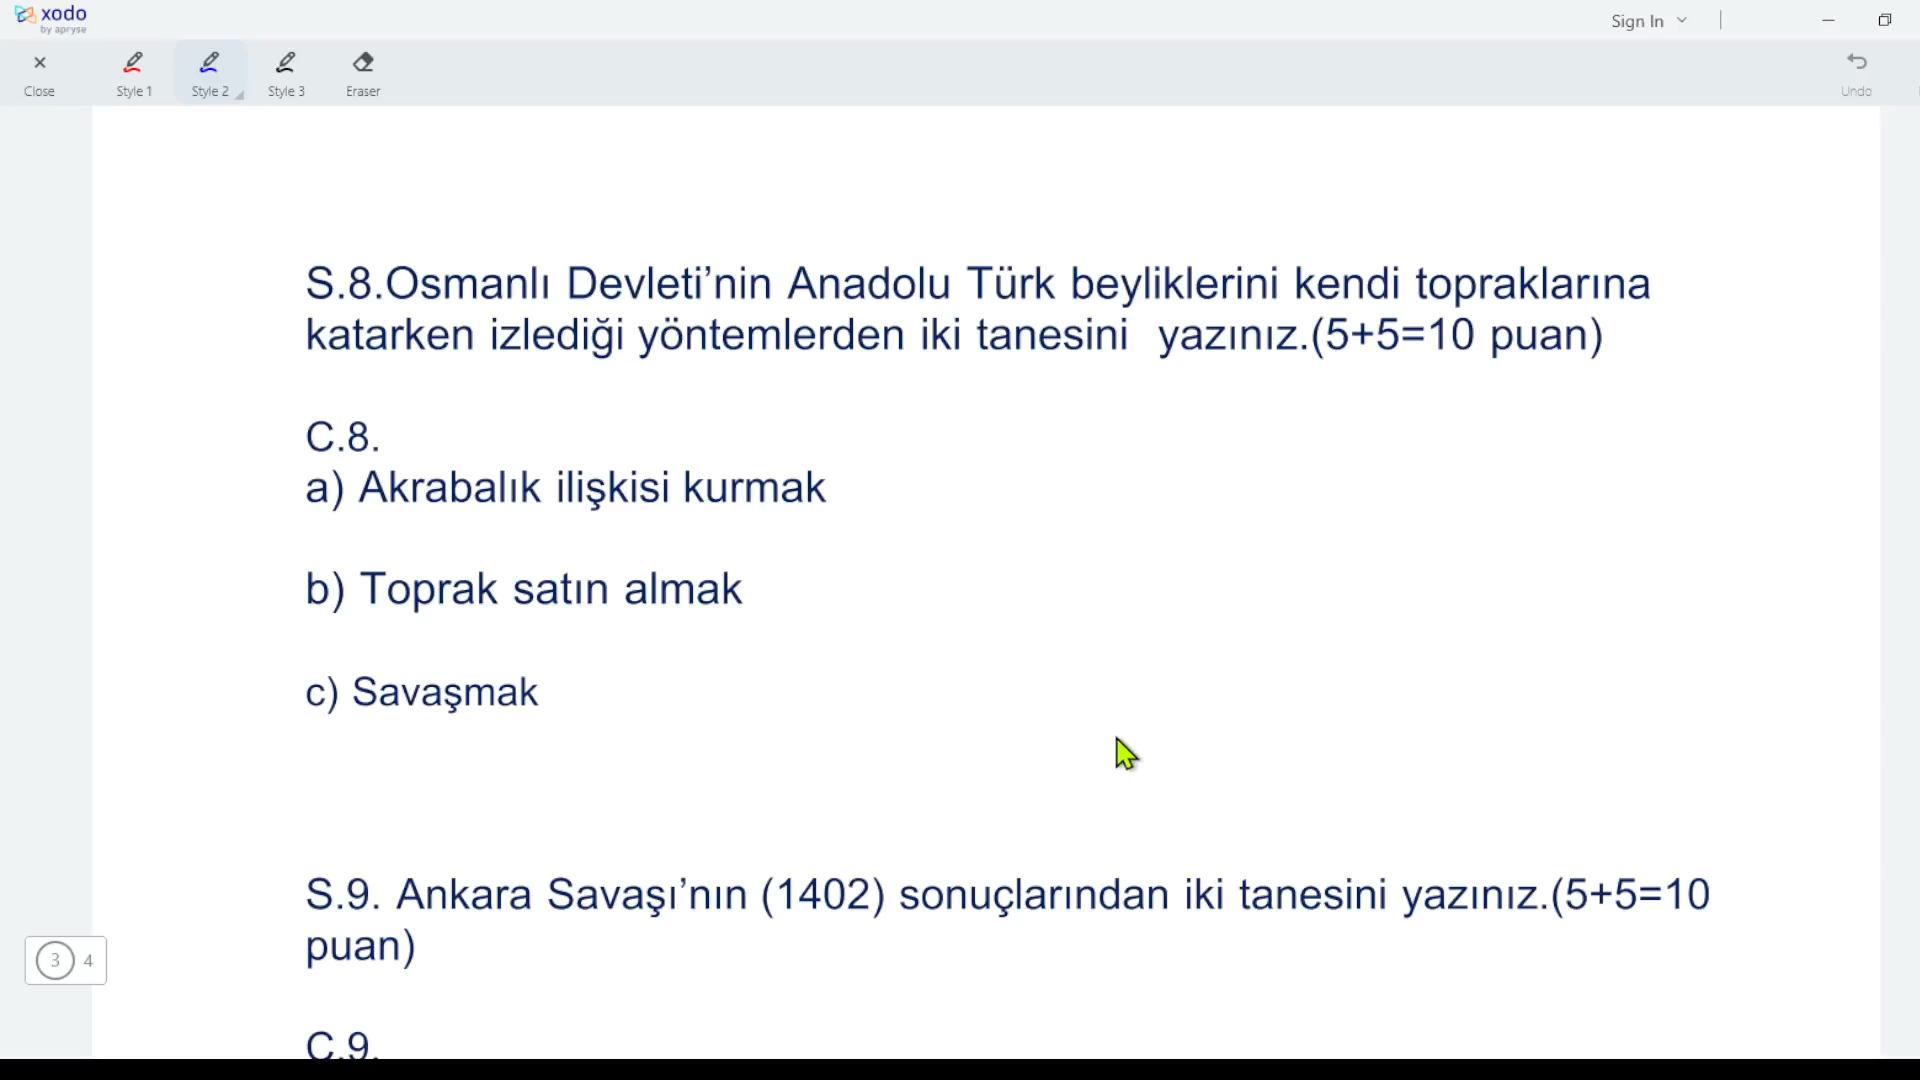 xodo
by apryse
Sign In
Close
Style 1
Style 2
Style 3
Eraser
Undo
S.8.Osmanlı Devleti’nin Anadolu Türk beyliklerini kendi topraklarına
katarken izlediği yöntemlerden iki tanesini yazınız.(5+5=10 puan)
C.8.
a) Akrabalık ilişkisi kurmak
b) Toprak satın almak
c) Savaşmak
S.9. Ankara Savaşı’nın (1402) sonuçlarından iki tanesini yazınız.(5+5=10
puan)
3 4
C.9.